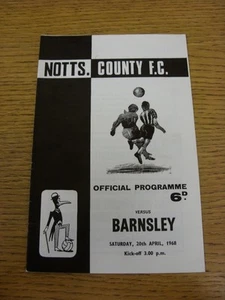 NOTTS. COUNTY F.C.
OFFICIAL PROGRAMME
6D.
VERSUS
BARNSLEY
SATURDAY, 20th APRIL, 1968
Kick-off 3.00 p.m.